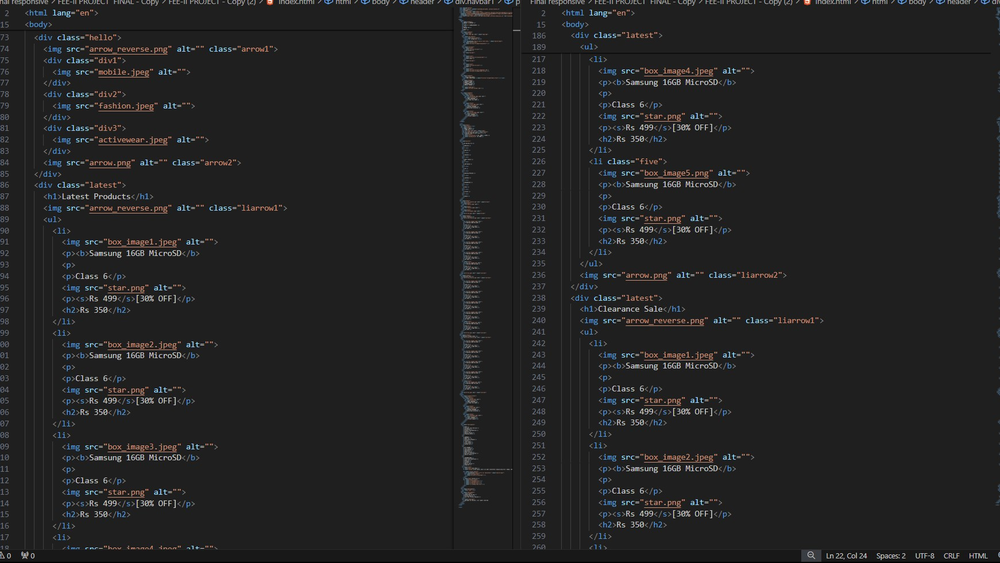 nal responsive > FEE-II PROJECT FINAL - Copy > FEE-II PROJECT - Copy (2) > index.html > html > body > header > div.navbar1 > p
2 <html lang="en">
15 <body>
73 <div class="hello">
74 <img src="arrow_reverse.png" alt="" class="arrow1">
75 <div class="div1">
76 <img src="mobile.jpeg" alt="">
77 </div>
78 <div class="div2">
79 <img src="fashion.jpeg" alt="">
80 </div>
81 <div class="div3">
82 <img src="activewear.jpeg" alt="">
83 </div>
84 <img src="arrow.png" alt="" class="arrow2">
85 </div>
86 <div class="latest">
87 <h1>Latest Products</h1>
88 <img src="arrow_reverse.png" alt="" class="liarrow1">
89 <ul>
90 <li>
91 <img src="box_image1.jpeg" alt="">
92 <p><b>Samsung 16GB MicroSD</b>
93 <p>
94 <p>Class 6</p>
95 <img src="star.png" alt="">
96 <p><s>Rs 499</s>[30% OFF]</p>
97 <h2>Rs 350</h2>
98 </li>
99 <li>
00 <img src="box_image2.jpeg" alt="">
01 <p><b>Samsung 16GB MicroSD</b>
02 <p>
03 <p>Class 6</p>
04 <img src="star.png" alt="">
05 <p><s>Rs 499</s>[30% OFF]</p>
06 <h2>Rs 350</h2>
07 </li>
08 <li>
09 <img src="box_image3.jpeg" alt="">
10 <p><b>Samsung 16GB MicroSD</b>
11 <p>
12 <p>Class 6</p>
13 <img src="star.png" alt="">
14 <p><s>Rs 499</s>[30% OFF]</p>
15 <h2>Rs 350</h2>
16 </li>
17 <li>
18 <img src="box_image4.jpeg" alt="">
Final responsive > FEE-II PROJECT FINAL - Copy > FEE-II PROJECT - Copy (2) > index.html > html > body > header > di
2 <html lang="en">
15 <body>
186 <div class="latest">
189 <ul>
217 <li>
218 <img src="box_image4.jpeg" alt="">
219 <p><b>Samsung 16GB MicroSD</b>
220 <p>
221 <p>Class 6</p>
222 <img src="star.png" alt="">
223 <p><s>Rs 499</s>[30% OFF]</p>
224 <h2>Rs 350</h2>
225 </li>
226 <li class="five">
227 <img src="box_image5.png" alt="">
228 <p><b>Samsung 16GB MicroSD</b>
229 <p>
230 <p>Class 6</p>
231 <img src="star.png" alt="">
232 <p><s>Rs 499</s>[30% OFF]</p>
233 <h2>Rs 350</h2>
234 </li>
235 </ul>
236 <img src="arrow.png" alt="" class="liarrow2">
237 </div>
238 <div class="latest">
239 <h1>Clearance Sale</h1>
240 <img src="arrow_reverse.png" alt="" class="liarrow1">
241 <ul>
242 <li>
243 <img src="box_image1.jpeg" alt="">
244 <p><b>Samsung 16GB MicroSD</b>
245 <p>
246 <p>Class 6</p>
247 <img src="star.png" alt="">
248 <p><s>Rs 499</s>[30% OFF]</p>
249 <h2>Rs 350</h2>
250 </li>
251 <li>
252 <img src="box_image2.jpeg" alt="">
253 <p><b>Samsung 16GB MicroSD</b>
254 <p>
255 <p>Class 6</p>
256 <img src="star.png" alt="">
257 <p><s>Rs 499</s>[30% OFF]</p>
258 <h2>Rs 350</h2>
259 </li>
260 <li>
0 0 Ln 22, Col 24 Spaces: 2 UTF-8 CRLF HTML